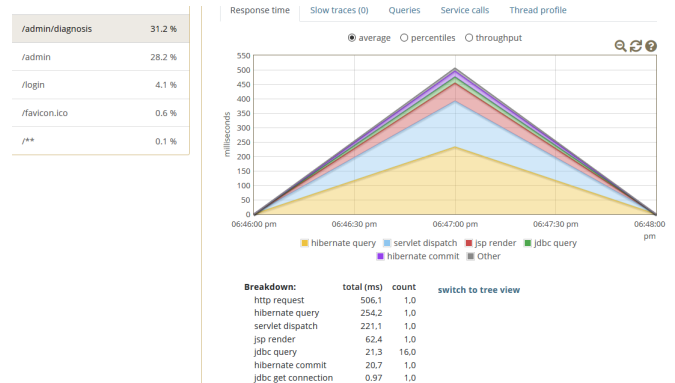 /admin/diagnosis 31.2 %
/admin 28.2 %
/login 4.1 %
/favicon.ico 0.6 %
/** 0.1 %
Response time Slow traces (0) Queries Service calls Thread profile
average percentiles throughput
milliseconds
550
500
450
400
350
300
250
200
150
100
50
0
06:46:00 pm 06:46:30 pm 06:47:00 pm 06:47:30 pm 06:48:00
pm
hibernate query servlet dispatch jsp render jdbc query
hibernate commit Other
Breakdown: total (ms) count switch to tree view
http request 506,1 1,0
hibernate query 254,2 1,0
servlet dispatch 221,1 1,0
jsp render 62,4 1,0
jdbc query 21,3 16,0
hibernate commit 20,7 1,0
jdbc get connection 0.97 1,0